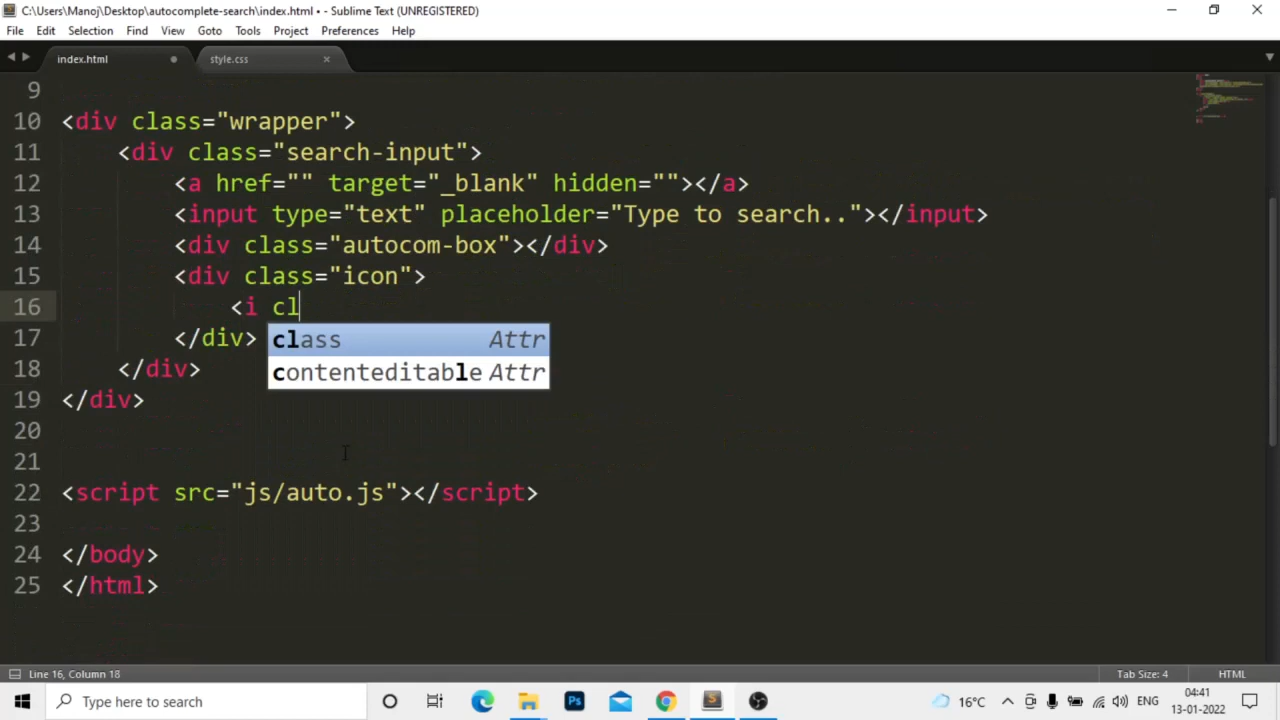 C:\Users\Manoj\Desktop\autocomplete-search\index.html • - Sublime Text (UNREGISTERED)
File Edit Selection Find View Goto Tools Project Preferences Help
index.html style.css
9
10 <div class="wrapper">
11 <div class="search-input">
12 <a href="" target="_blank" hidden=""></a>
13 <input type="text" placeholder="Type to search.."></input>
14 <div class="autocom-box"></div>
15 <div class="icon">
16 <i cl
class Attr
17 </div>
contenteditable Attr
18 </div>
19 </div>
20
21
22 <script src="js/auto.js"></script>
23
24 </body>
25 </html>
Line 16, Column 18 Tab Size: 4 HTML
Type here to search 16°C ENG 04:41
13-01-2022